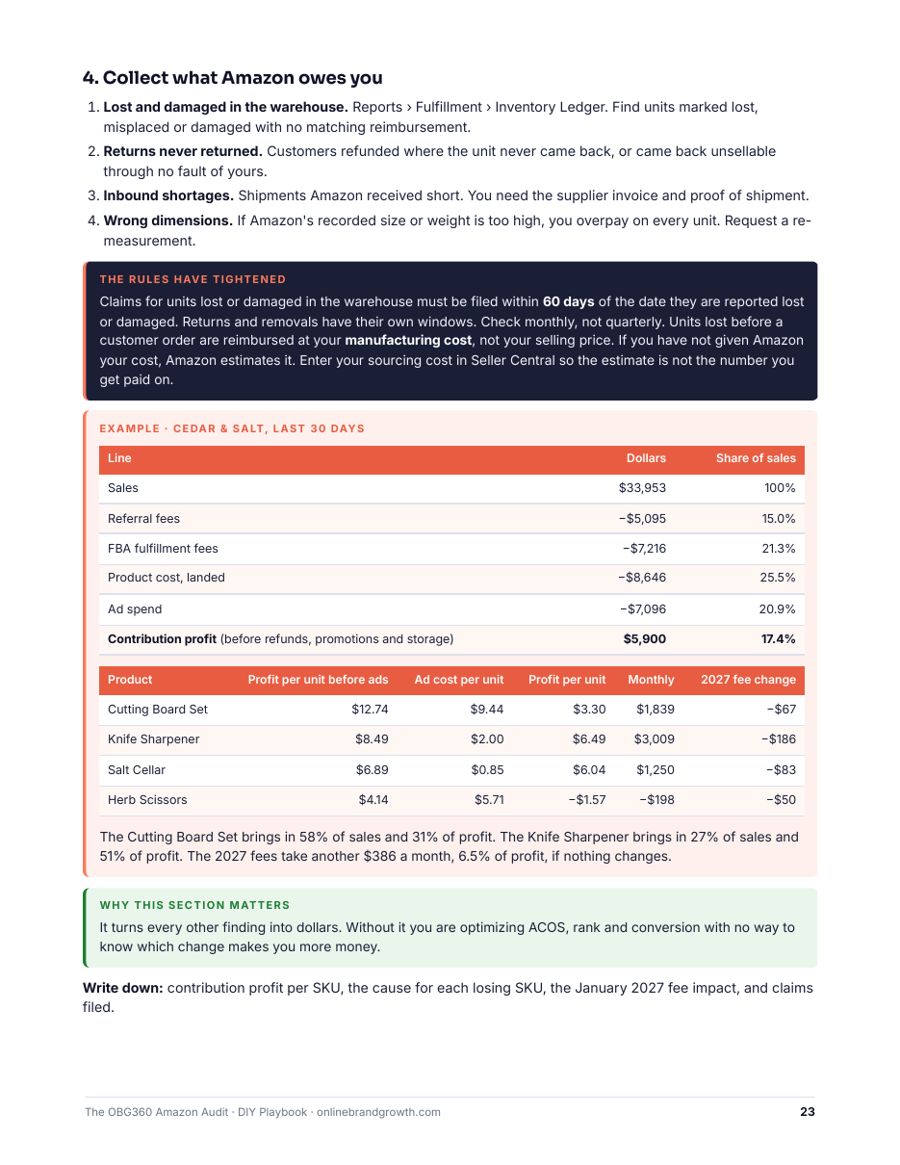 4. Collect what Amazon owes you
1. Lost and damaged in the warehouse. Reports › Fulfillment › Inventory Ledger. Find units marked lost,
misplaced or damaged with no matching reimbursement.
2. Returns never returned. Customers refunded where the unit never came back, or came back unsellable
through no fault of yours.
3. Inbound shortages. Shipments Amazon received short. You need the supplier invoice and proof of shipment.
4. Wrong dimensions. If Amazon's recorded size or weight is too high, you overpay on every unit. Request a re-
measurement.
THE RULES HAVE TIGHTENED
Claims for units lost or damaged in the warehouse must be filed within 60 days of the date they are reported lost
or damaged. Returns and removals have their own windows. Check monthly, not quarterly. Units lost before a
customer order are reimbursed at your manufacturing cost, not your selling price. If you have not given Amazon
your cost, Amazon estimates it. Enter your sourcing cost in Seller Central so the estimate is not the number you
get paid on.
EXAMPLE · CEDAR & SALT, LAST 30 DAYS
Line Dollars Share of sales
Sales $33,953 100%
Referral fees −$5,095 15.0%
FBA fulfillment fees −$7,216 21.3%
Product cost, landed −$8,646 25.5%
Ad spend −$7,096 20.9%
Contribution profit (before refunds, promotions and storage) $5,900 17.4%
Product Profit per unit before ads Ad cost per unit Profit per unit Monthly 2027 fee change
Cutting Board Set $12.74 $9.44 $3.30 $1,839 −$67
Knife Sharpener $8.49 $2.00 $6.49 $3,009 −$186
Salt Cellar $6.89 $0.85 $6.04 $1,250 −$83
Herb Scissors $4.14 $5.71 −$1.57 −$198 −$50
The Cutting Board Set brings in 58% of sales and 31% of profit. The Knife Sharpener brings in 27% of sales and
51% of profit. The 2027 fees take another $386 a month, 6.5% of profit, if nothing changes.
WHY THIS SECTION MATTERS
It turns every other finding into dollars. Without it you are optimizing ACOS, rank and conversion with no way to
know which change makes you more money.
Write down: contribution profit per SKU, the cause for each losing SKU, the January 2027 fee impact, and claims
filed.
The OBG360 Amazon Audit · DIY Playbook · onlinebrandgrowth.com 23